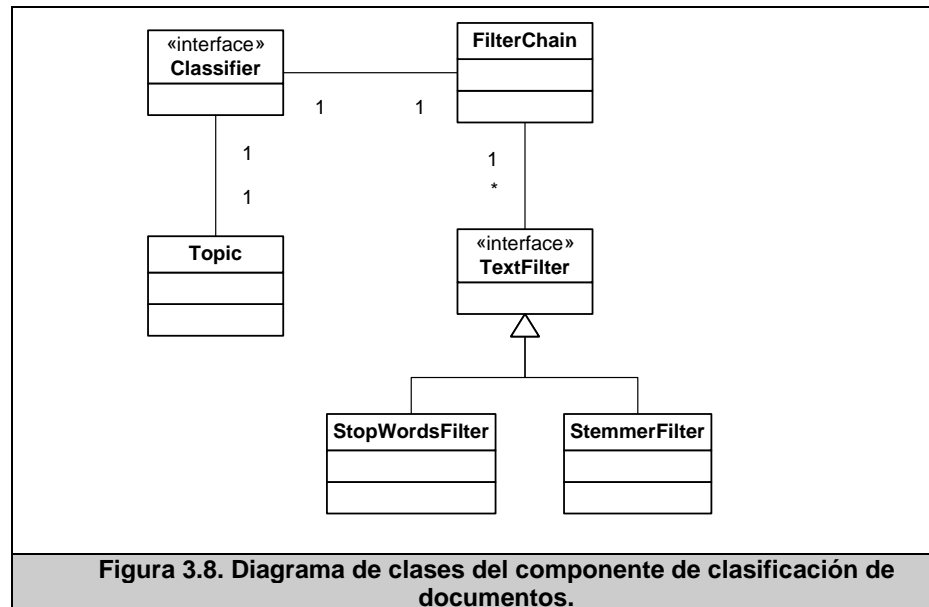 «interface»
Classifier
FilterChain
1
1
1
1
1
*
Topic
«interface»
TextFilter
StopWordsFilter
StemmerFilter
Figura 3.8. Diagrama de clases del componente de clasificación de
documentos.